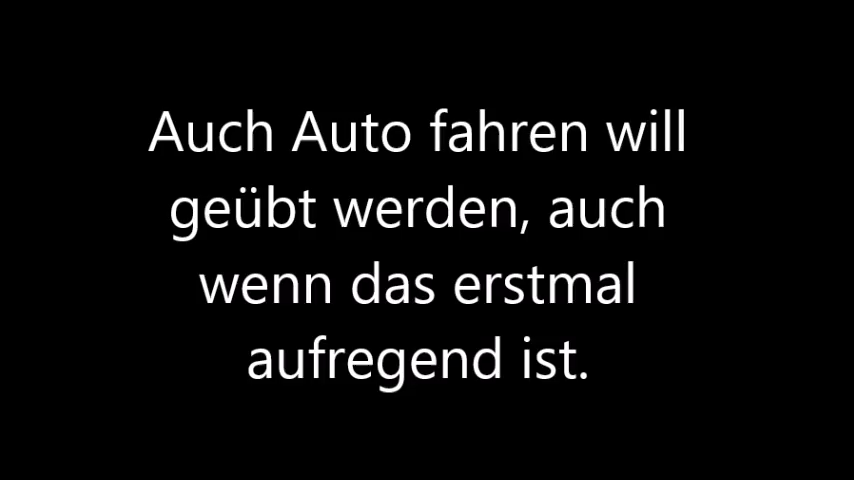 Auch Auto fahren will
geübt werden, auch
wenn das erstmal
aufregend ist.